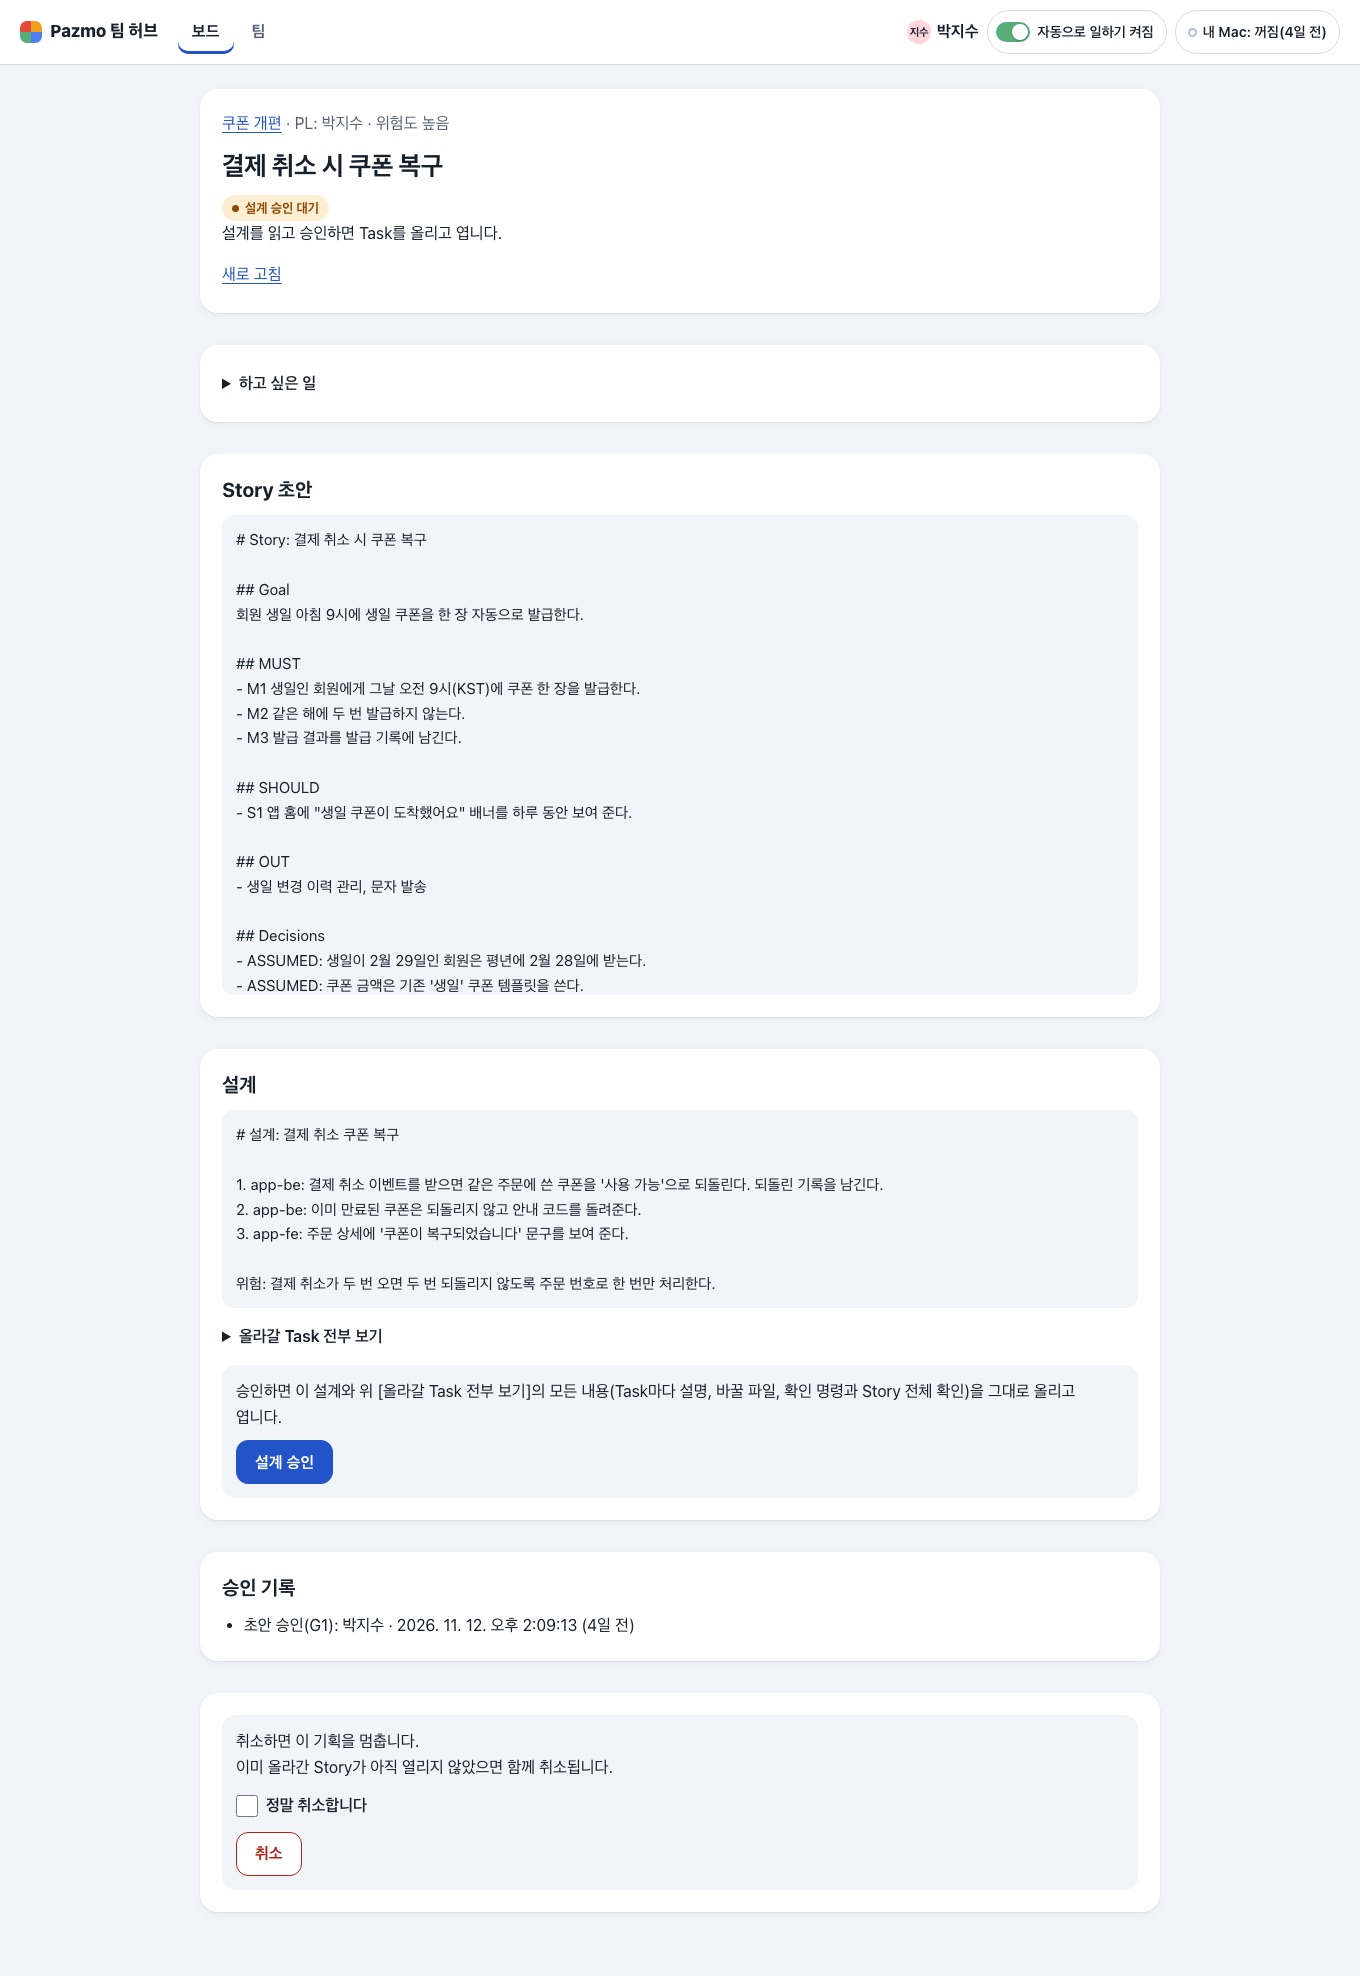 Pazmo 팀 허브
보드
팀
지수 박지수
자동으로 일하기 켜짐
내 Mac: 꺼짐(4일 전)
쿠폰 개편 · PL: 박지수 · 위험도 높음
결제 취소 시 쿠폰 복구
설계 승인 대기
설계를 읽고 승인하면 Task를 올리고 엽니다.
새로 고침
하고 싶은 일
Story 초안
# Story: 결제 취소 시 쿠폰 복구
## Goal
회원 생일 아침 9시에 생일 쿠폰을 한 장 자동으로 발급한다.
## MUST
- M1 생일인 회원에게 그날 오전 9시(KST)에 쿠폰 한 장을 발급한다.
- M2 같은 해에 두 번 발급하지 않는다.
- M3 발급 결과를 발급 기록에 남긴다.
## SHOULD
- S1 앱 홈에 "생일 쿠폰이 도착했어요" 배너를 하루 동안 보여 준다.
## OUT
- 생일 변경 이력 관리, 문자 발송
## Decisions
- ASSUMED: 생일이 2월 29일인 회원은 평년에 2월 28일에 받는다.
- ASSUMED: 쿠폰 금액은 기존 '생일' 쿠폰 템플릿을 쓴다.
설계
# 설계: 결제 취소 쿠폰 복구
1. app-be: 결제 취소 이벤트를 받으면 같은 주문에 쓴 쿠폰을 '사용 가능'으로 되돌린다. 되돌린 기록을 남긴다.
2. app-be: 이미 만료된 쿠폰은 되돌리지 않고 안내 코드를 돌려준다.
3. app-fe: 주문 상세에 '쿠폰이 복구되었습니다' 문구를 보여 준다.
위험: 결제 취소가 두 번 오면 두 번 되돌리지 않도록 주문 번호로 한 번만 처리한다.
올라갈 Task 전부 보기
승인하면 이 설계와 위 [올라갈 Task 전부 보기]의 모든 내용(Task마다 설명, 바꿀 파일, 확인 명령과 Story 전체 확인)을 그대로 올리고
엽니다.
설계 승인
승인 기록
• 초안 승인(G1): 박지수 · 2026. 11. 12. 오후 2:09:13 (4일 전)
취소하면 이 기획을 멈춥니다.
이미 올라간 Story가 아직 열리지 않았으면 함께 취소됩니다.
정말 취소합니다
취소